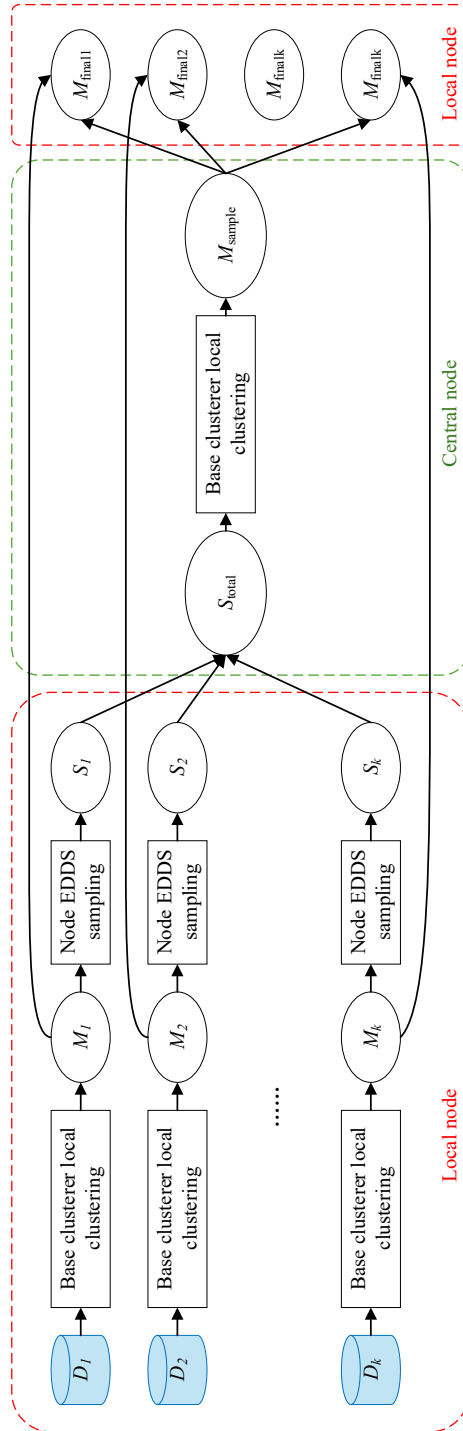 D1
Base clusterer local
clustering
M1
Node EDDS
sampling
S1
D2
Base clusterer local
clustering
M2
Node EDDS
sampling
S2
......
Dk
Base clusterer local
clustering
Mk
Node EDDS
sampling
Sk
Local node
Stotal
Base clusterer local
clustering
Msample
Central node
Mfinal1
Mfinal2
Mfinalk
Mfinalk
Local node